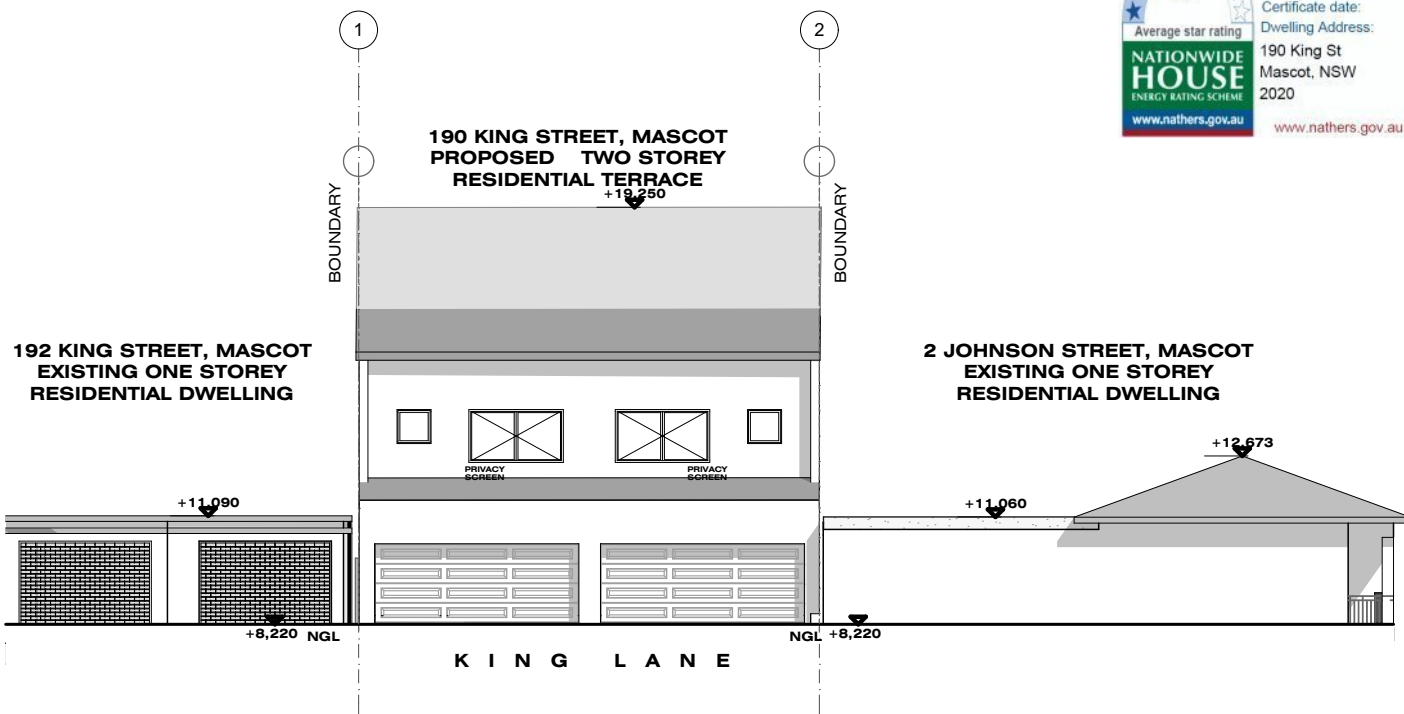 1
2
Average star rating
NATIONWIDE
HOUSE
ENERGY RATING SCHEME
www.nathers.gov.au
Certificate date:
Dwelling Address:
190 King St
Mascot, NSW
2020
www.nathers.gov.au
190 KING STREET, MASCOT
PROPOSED TWO STOREY
RESIDENTIAL TERRACE
+19,250
BOUNDARY
BOUNDARY
192 KING STREET, MASCOT
EXISTING ONE STOREY
RESIDENTIAL DWELLING
2 JOHNSON STREET, MASCOT
EXISTING ONE STOREY
RESIDENTIAL DWELLING
+12,673
PRIVACY
SCREEN
PRIVACY
SCREEN
+11,090
+11,060
+8,220 NGL
NGL +8,220
KING LANE